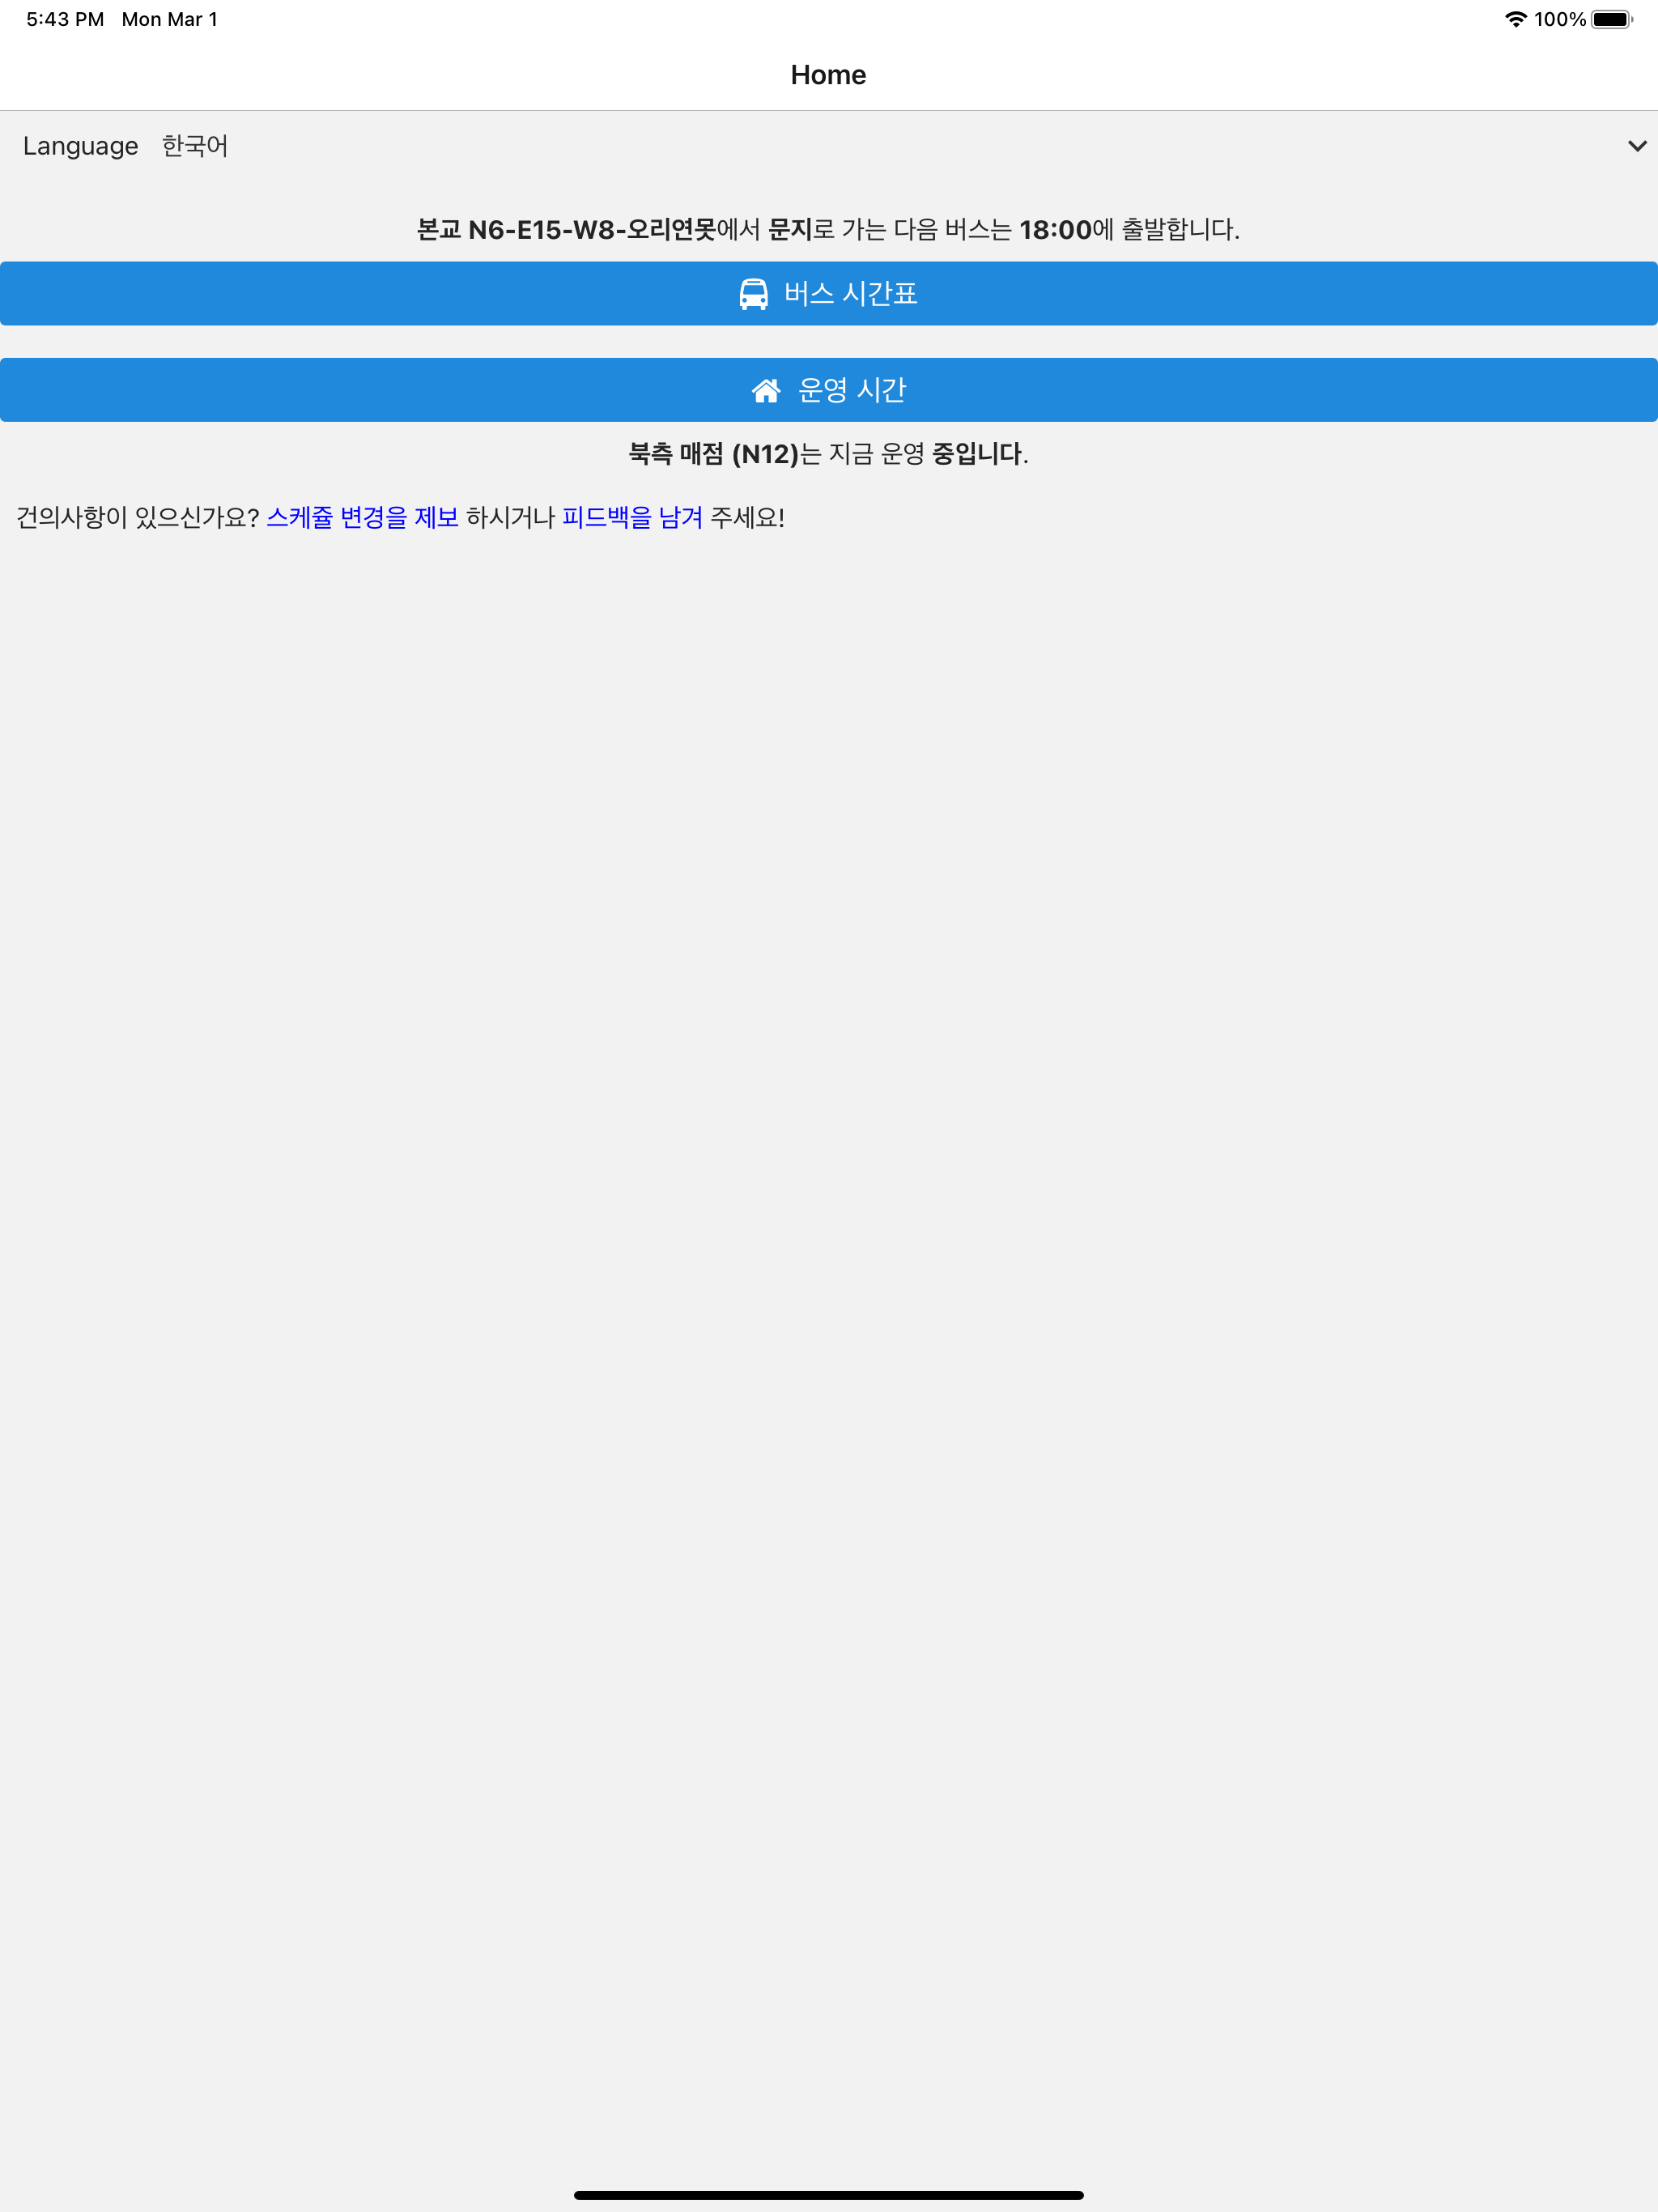 5:43 PM Mon Mar 1 100%
Home
Language 한국어
본교 N6-E15-W8-오리연못에서 문지로 가는 다음 버스는 18:00에 출발합니다.
버스 시간표
운영 시간
북측 매점 (N12)는 지금 운영 중입니다.
건의사항이 있으신가요? 스케쥴 변경을 제보 하시거나 피드백을 남겨 주세요!